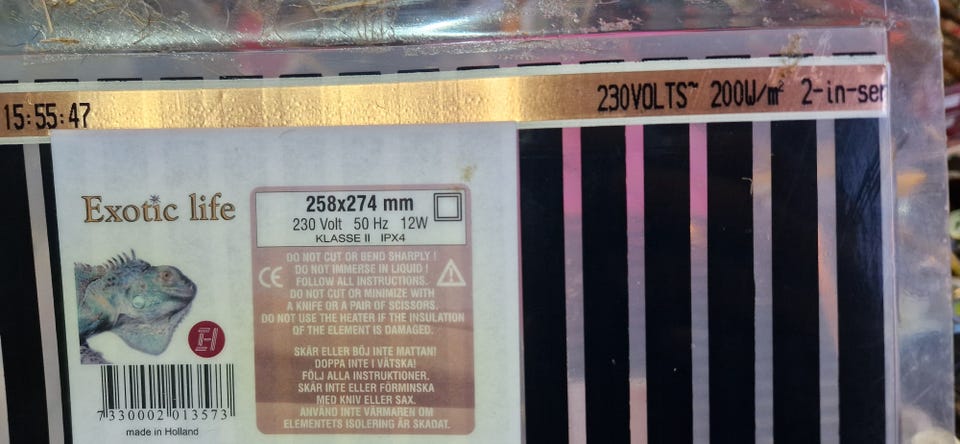 15:55:47
230VOLTS~ 200W/m² 2-in-ser
Exotic life
258x274 mm
230 Volt 50 Hz 12W
KLASSE II IPX4
CE
DO NOT CUT OR BEND SHARPLY !
DO NOT IMMERSE IN LIQUID !
FOLLOW ALL INSTRUCTIONS.
DO NOT CUT OR MINIMIZE WITH
A KNIFE OR A PAIR OF SCISSORS.
DO NOT USE THE HEATER IF THE INSULATION
OF THE ELEMENT IS DAMAGED.
SKÄR ELLER BÖJ INTE MATTAN!
DOPPA INTE I VÄTSKA!
FÖLJ ALLA INSTRUKTIONER.
SKÄR INTE ELLER FÖRMINSKA
MED KNIV ELLER SAX.
ANVÄND INTE VÄRMAREN OM
ELEMENTETS ISOLERING ÄR SKADAT.
7 330002 013573
made in Holland